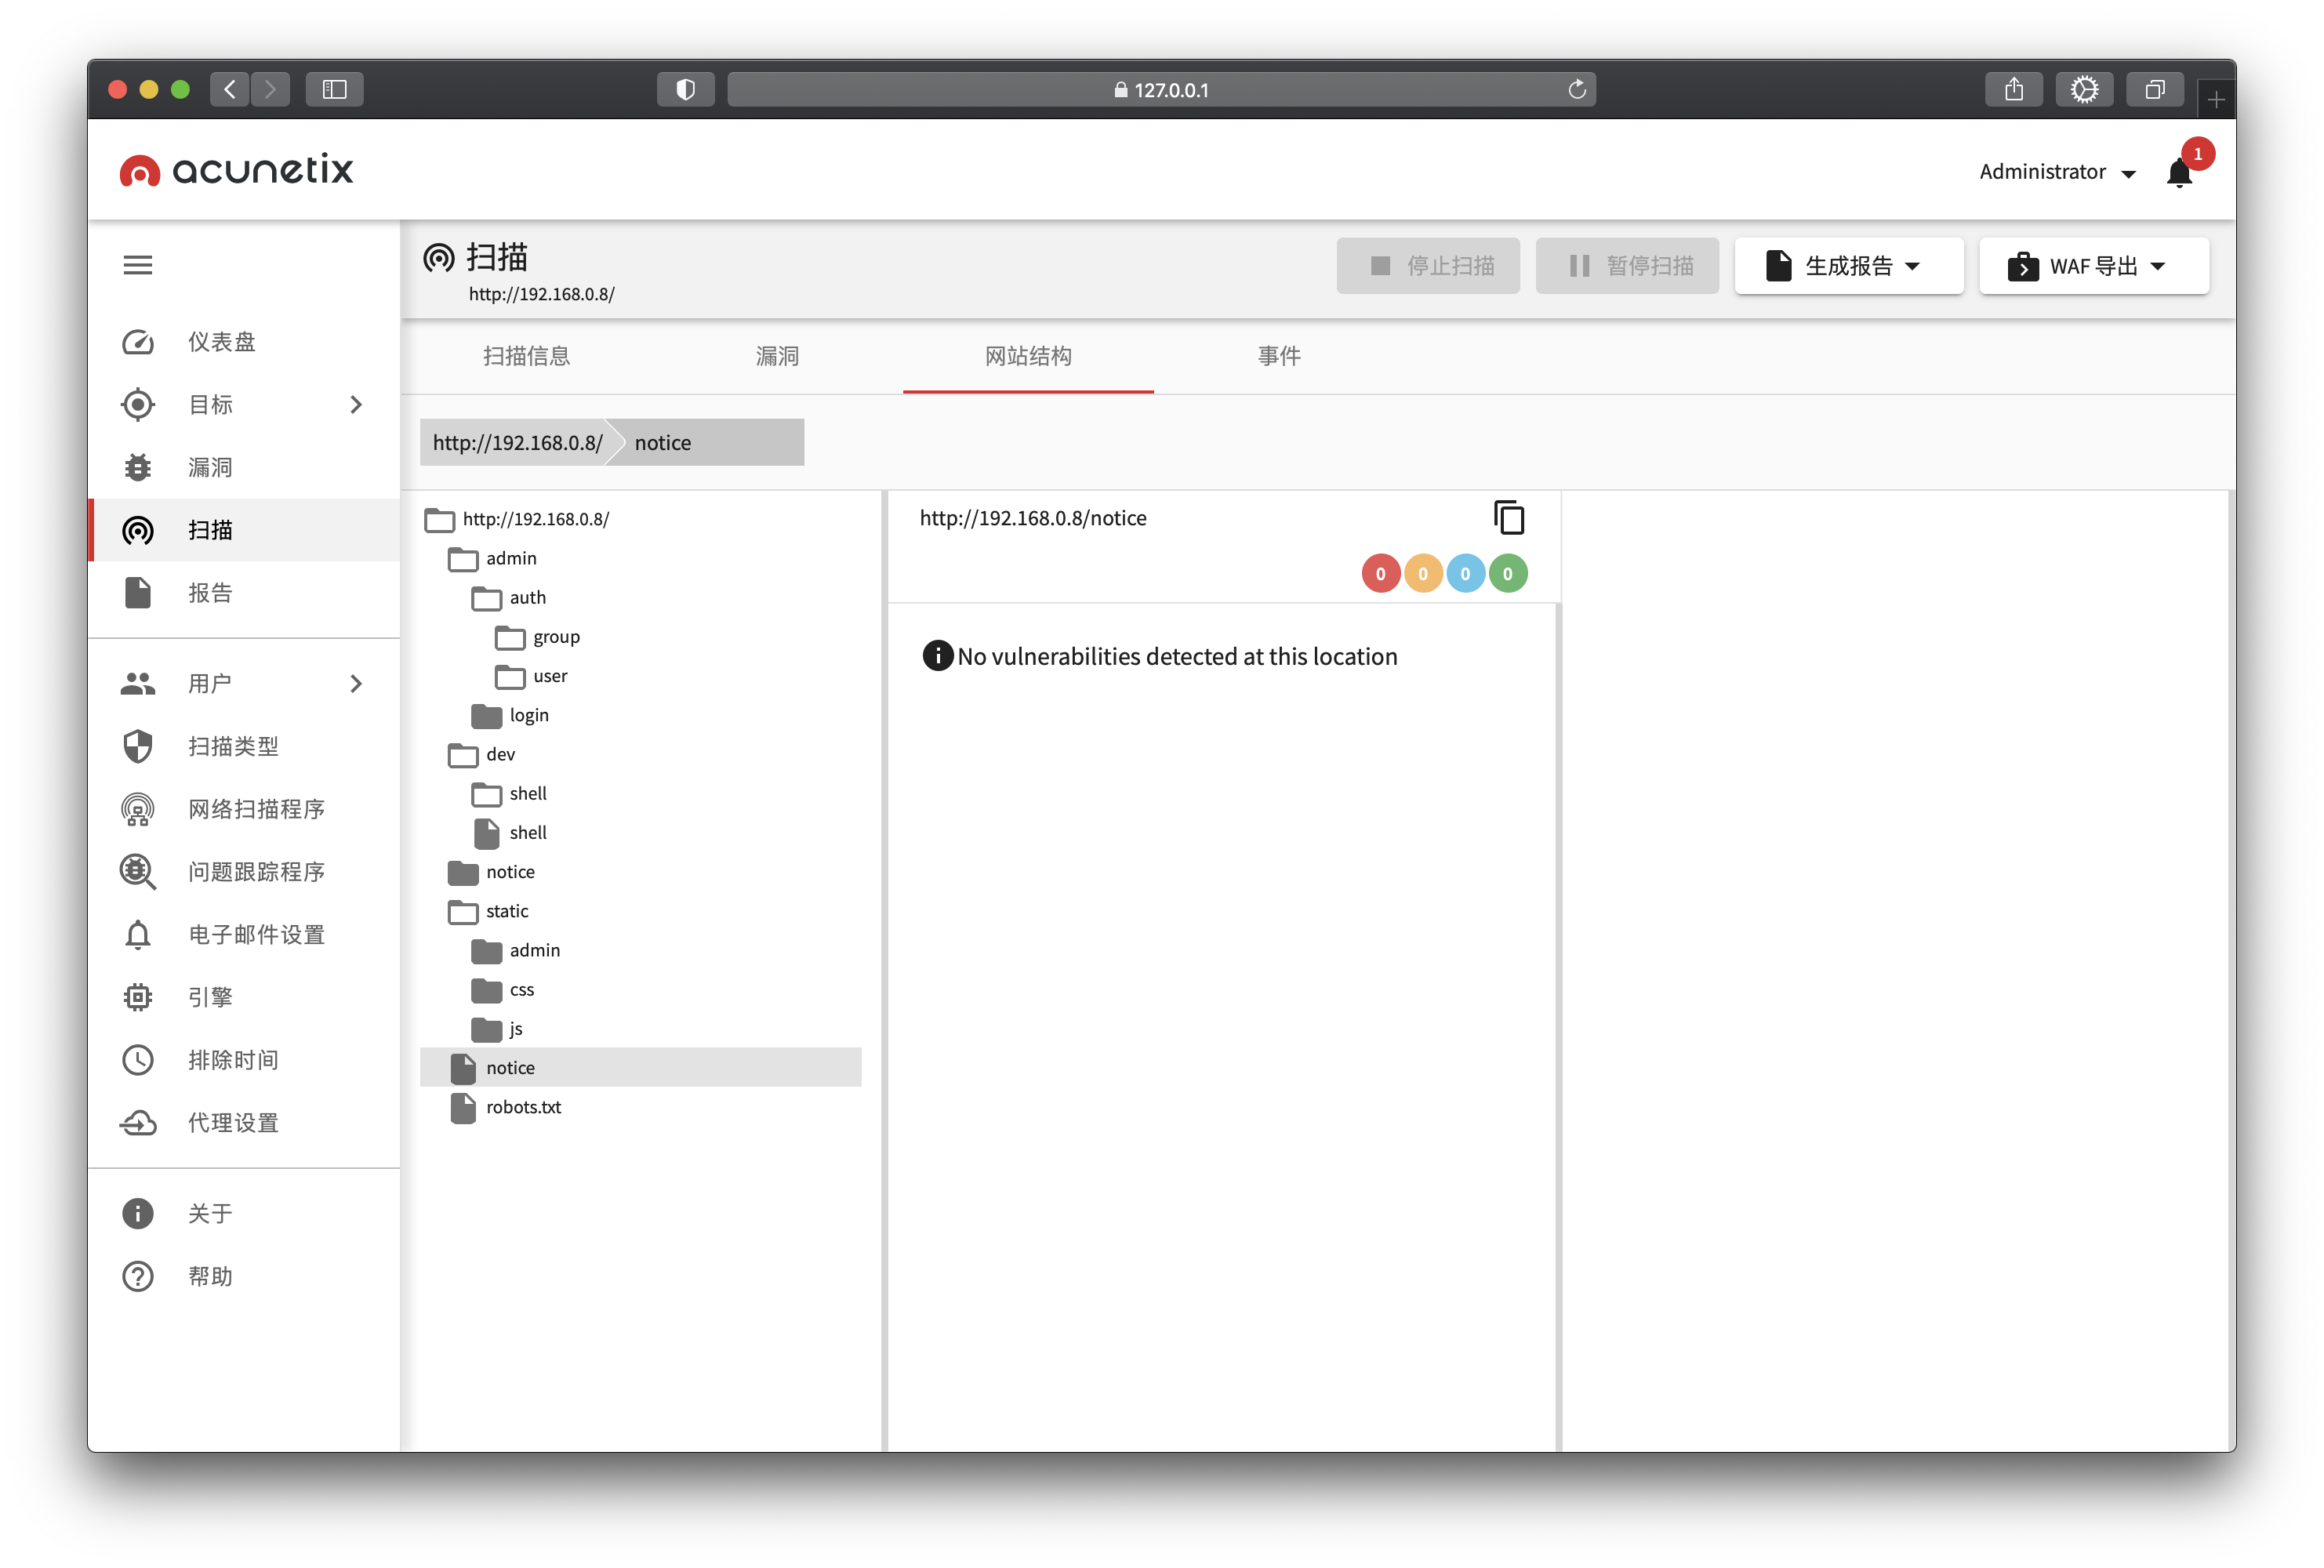 127.0.0.1
acunetix
Administrator
1
扫描
http://192.168.0.8/
停止扫描
暂停扫描
生成报告
WAF 导出
仪表盘
目标
漏洞
扫描
报告
用户
扫描类型
网络扫描程序
问题跟踪程序
电子邮件设置
引擎
排除时间
代理设置
关于
帮助
扫描信息
漏洞
网站结构
事件
http://192.168.0.8/
notice
http://192.168.0.8/
admin
auth
group
user
login
dev
shell
shell
notice
static
admin
css
js
notice
robots.txt
http://192.168.0.8/notice
0 0 0 0
No vulnerabilities detected at this location